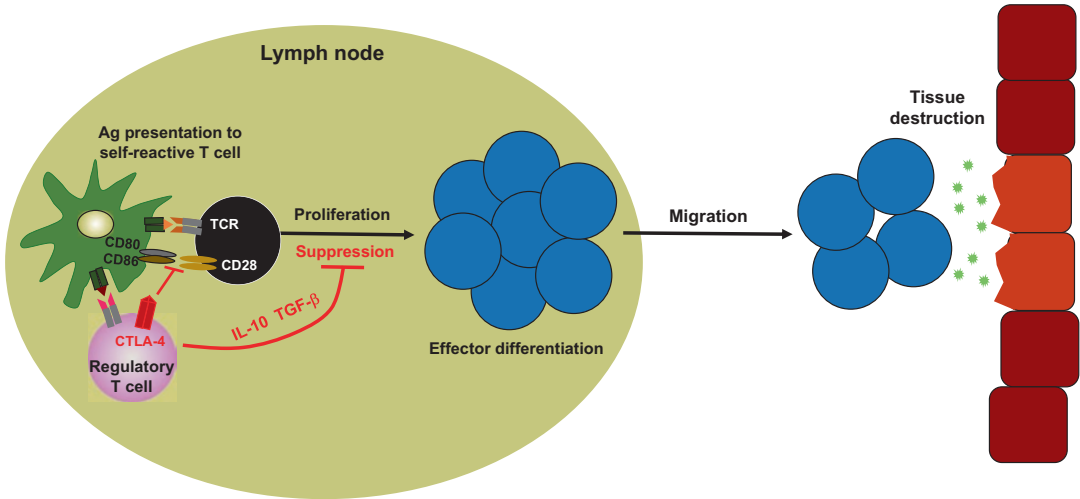 Lymph node
Ag presentation to
self-reactive T cell
TCR
CD80
CD86
CD28
Proliferation
Suppression
IL-10 TGF-β
CTLA-4
Regulatory
T cell
Effector differentiation
Migration
Tissue
destruction